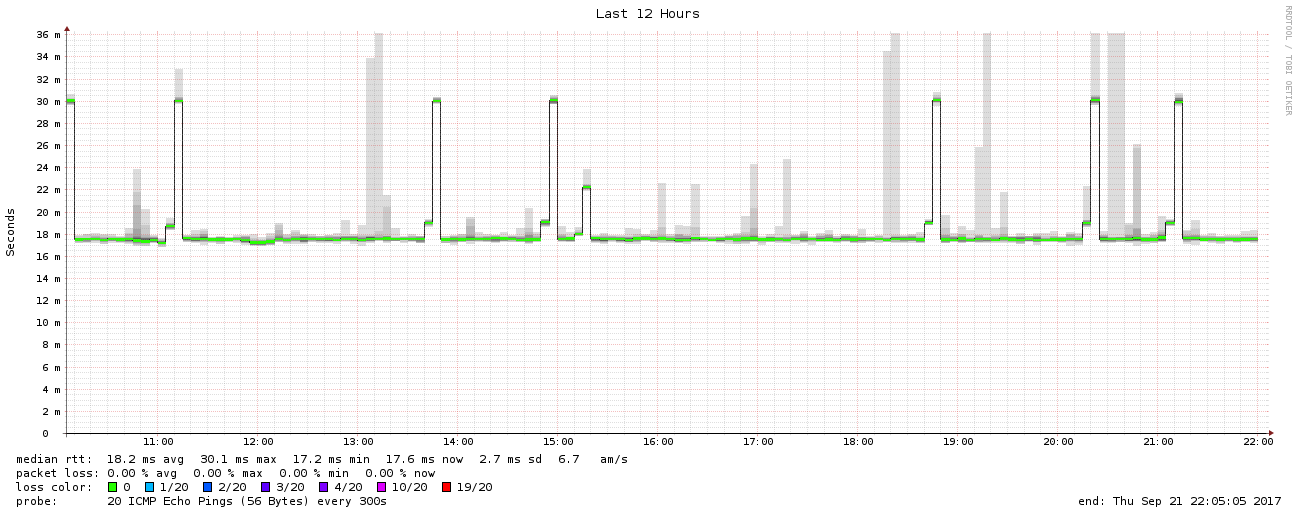 Last 12 Hours
RRDTOOL / TOBI OETIKER
Seconds
36 m
34 m
32 m
30 m
28 m
26 m
24 m
22 m
20 m
18 m
16 m
14 m
12 m
10 m
8 m
6 m
4 m
2 m
0
11:00 12:00 13:00 14:00 15:00 16:00 17:00 18:00 19:00 20:00 21:00 22:00
median rtt: 18.2 ms avg 30.1 ms max 17.2 ms min 17.6 ms now 2.7 ms sd 6.7 am/s
packet loss: 0.00 % avg 0.00 % max 0.00 % min 0.00 % now
loss color: 0 1/20 2/20 3/20 4/20 10/20 19/20
probe: 20 ICMP Echo Pings (56 Bytes) every 300s end: Thu Sep 21 22:05:05 2017